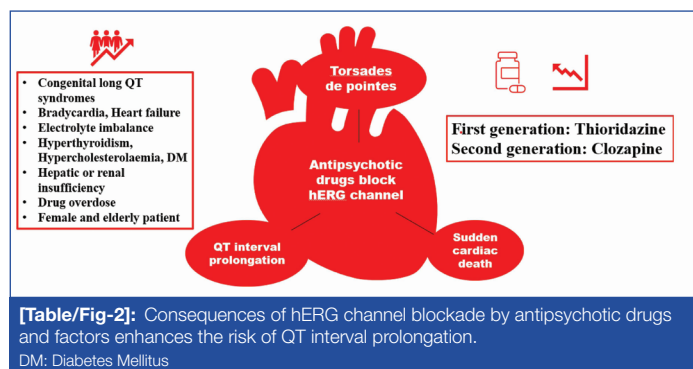 • Congenital long QT
syndromes
• Bradycardia, Heart failure
• Electrolyte imbalance
• Hyperthyroidism,
Hypercholesterolaemia, DM
• Hepatic or renal
insufficiency
• Drug overdose
• Female and elderly patient
Torsades
de pointes
Antipsychotic
drugs block
hERG channel
QT interval
prolongation
Sudden
cardiac
death
First generation: Thioridazine
Second generation: Clozapine
[Table/Fig-2]: Consequences of hERG channel blockade by antipsychotic drugs
and factors enhances the risk of QT interval prolongation.
DM: Diabetes Mellitus